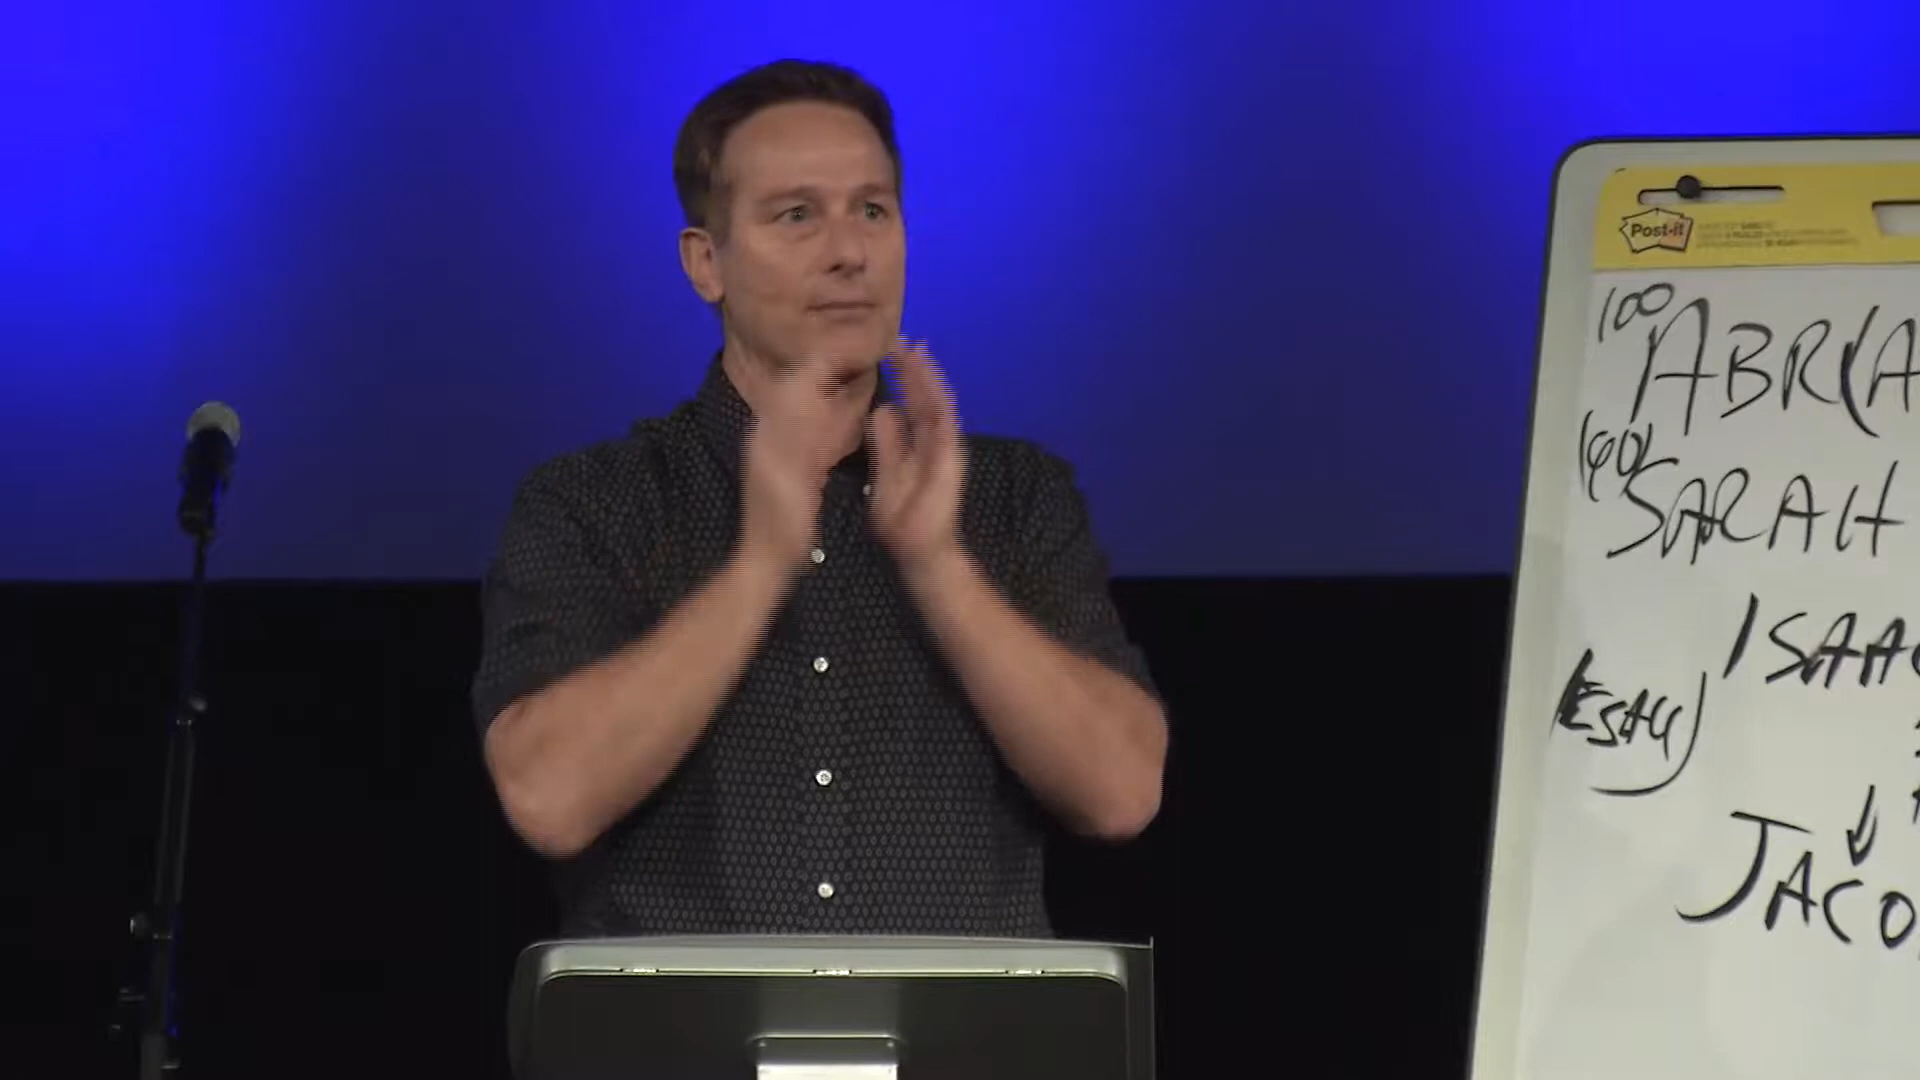 Post-it
100
ABR(A
(90)
SARAH
ISAAC
(ESAU)
JACO